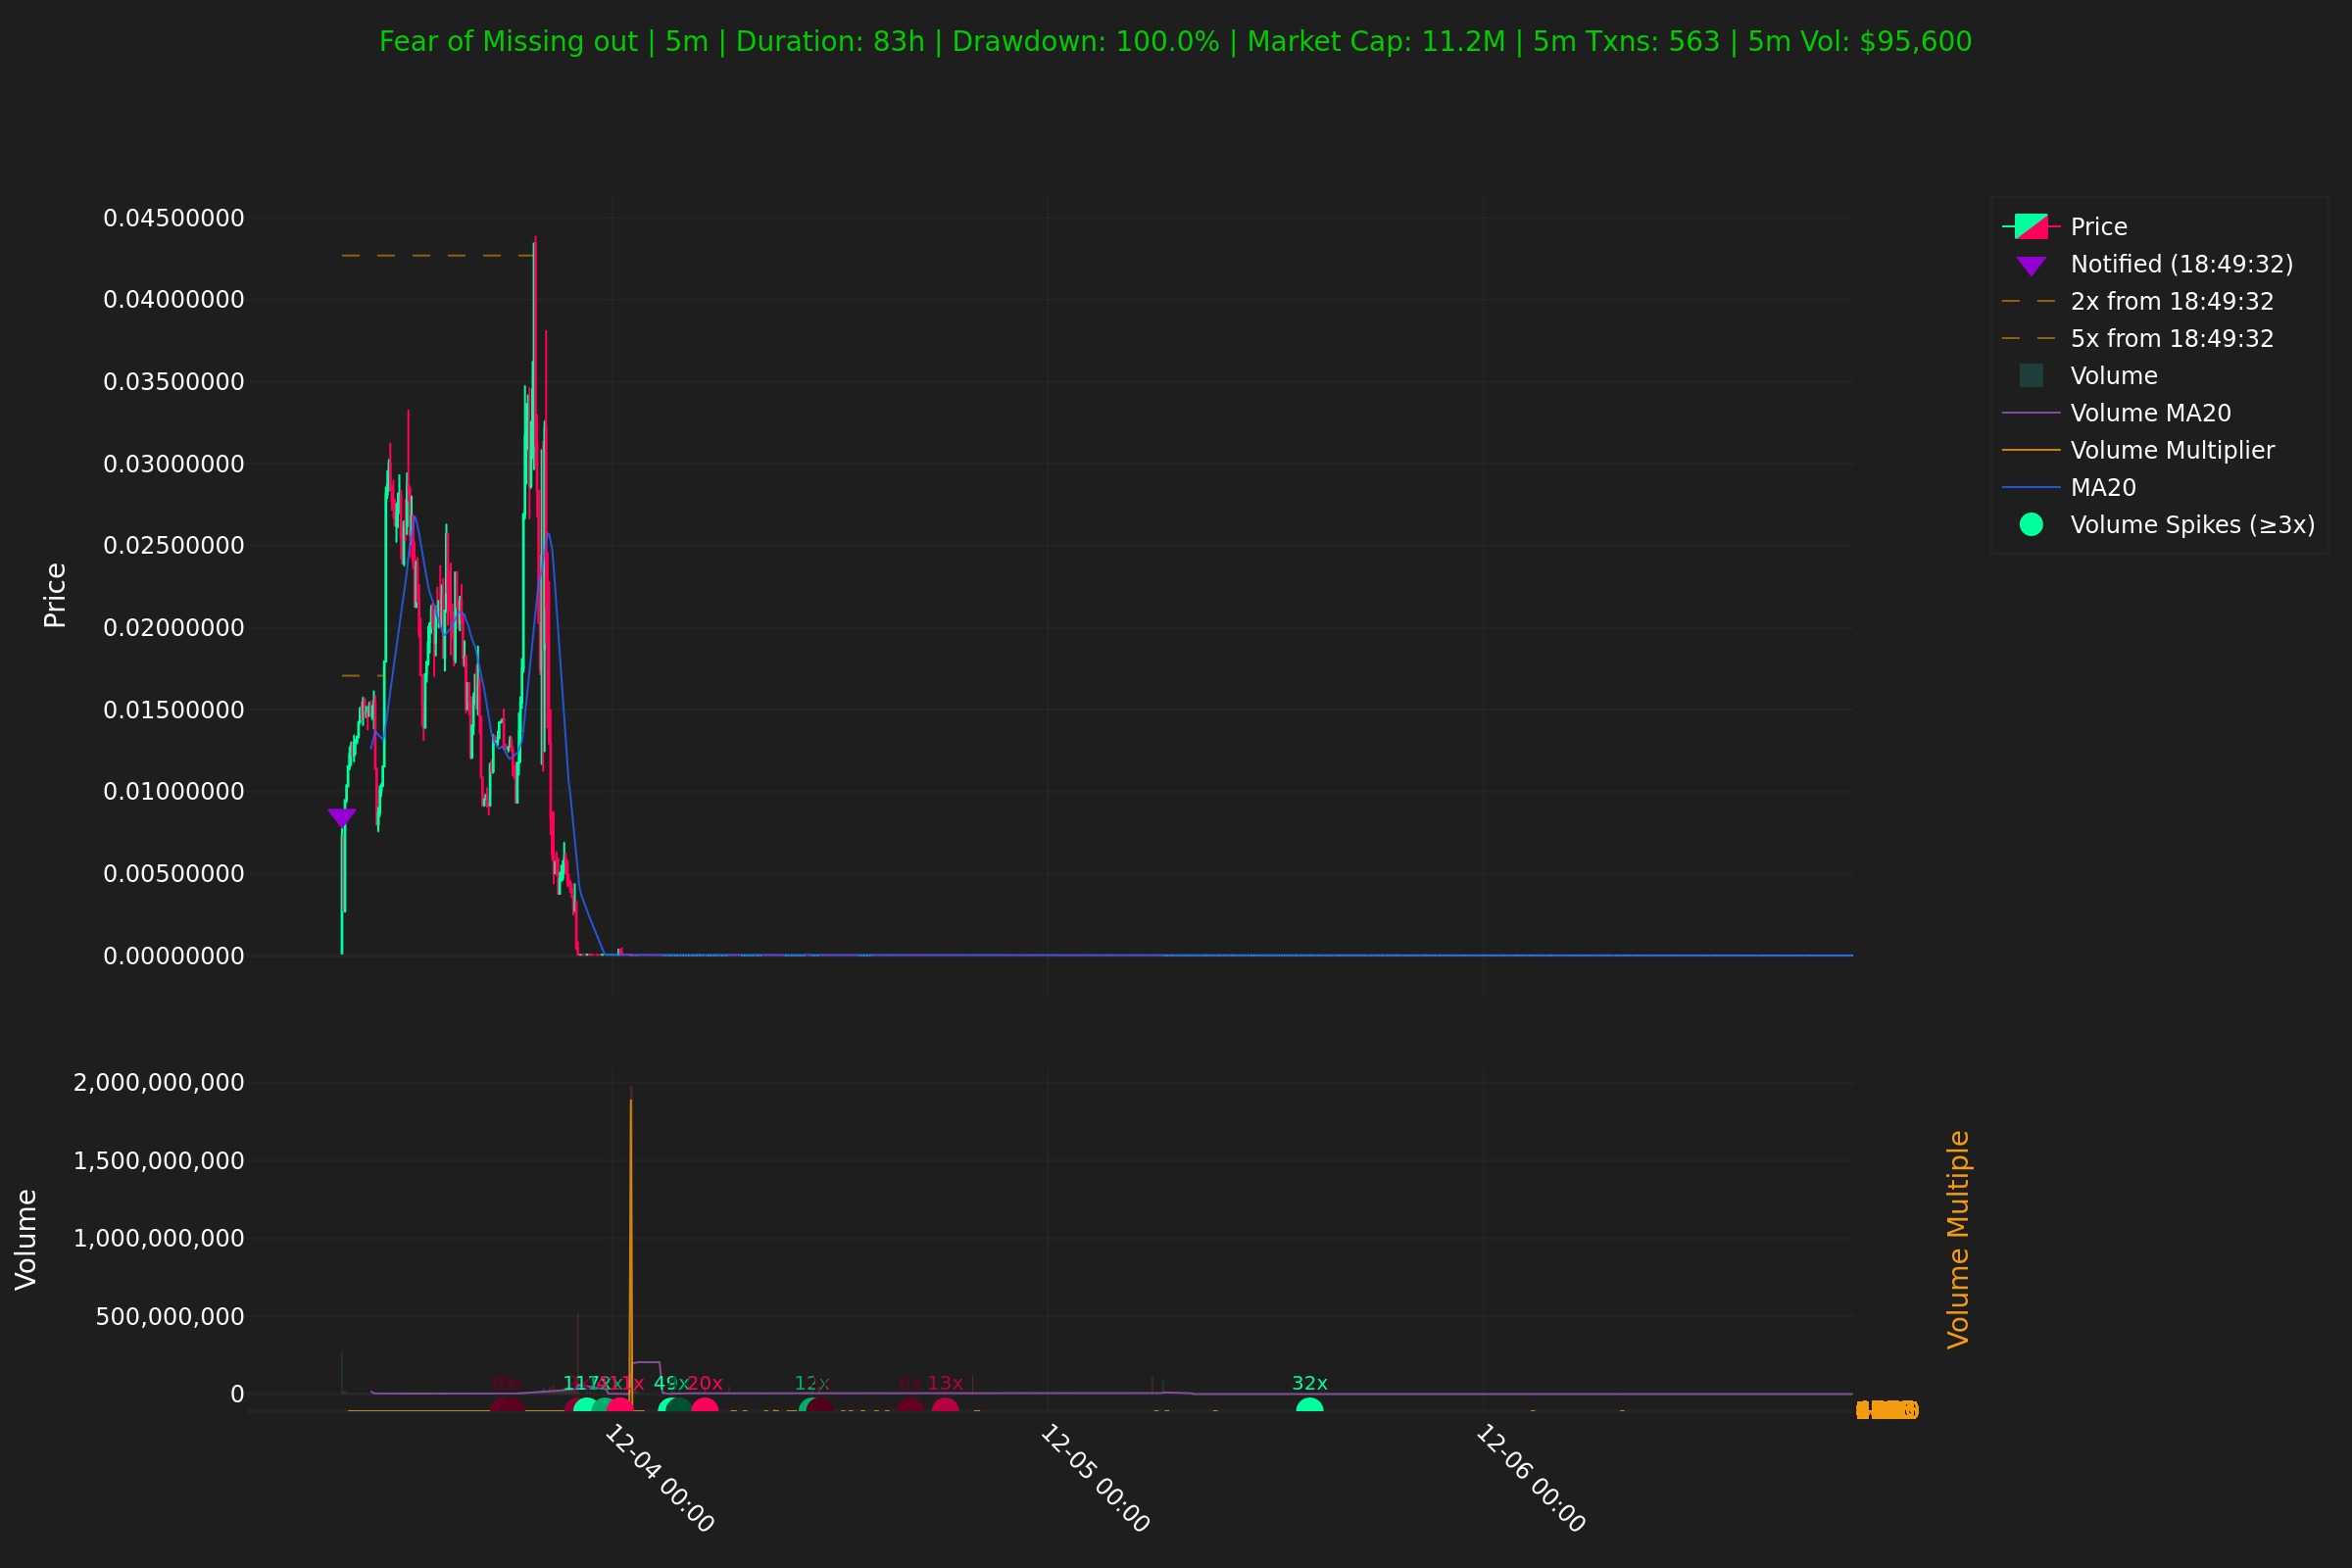 Fear of Missing out | 5m | Duration: 83h | Drawdown: 100.0% | Market Cap: 11.2M | 5m Txns: 563 | 5m Vol: $95,600
Price
0.04500000
0.04000000
0.03500000
0.03000000
0.02500000
0.02000000
0.01500000
0.01000000
0.00500000
0.00000000
Price
Notified (18:49:32)
2x from 18:49:32
5x from 18:49:32
Volume
Volume MA20
Volume Multiplier
MA20
Volume Spikes (≥3x)
Volume
2,000,000,000
1,500,000,000
1,000,000,000
500,000,000
0
49x
20x
12x
6x
13x
32x
Volume Multiple
12-04 00:00
12-05 00:00
12-06 00:00